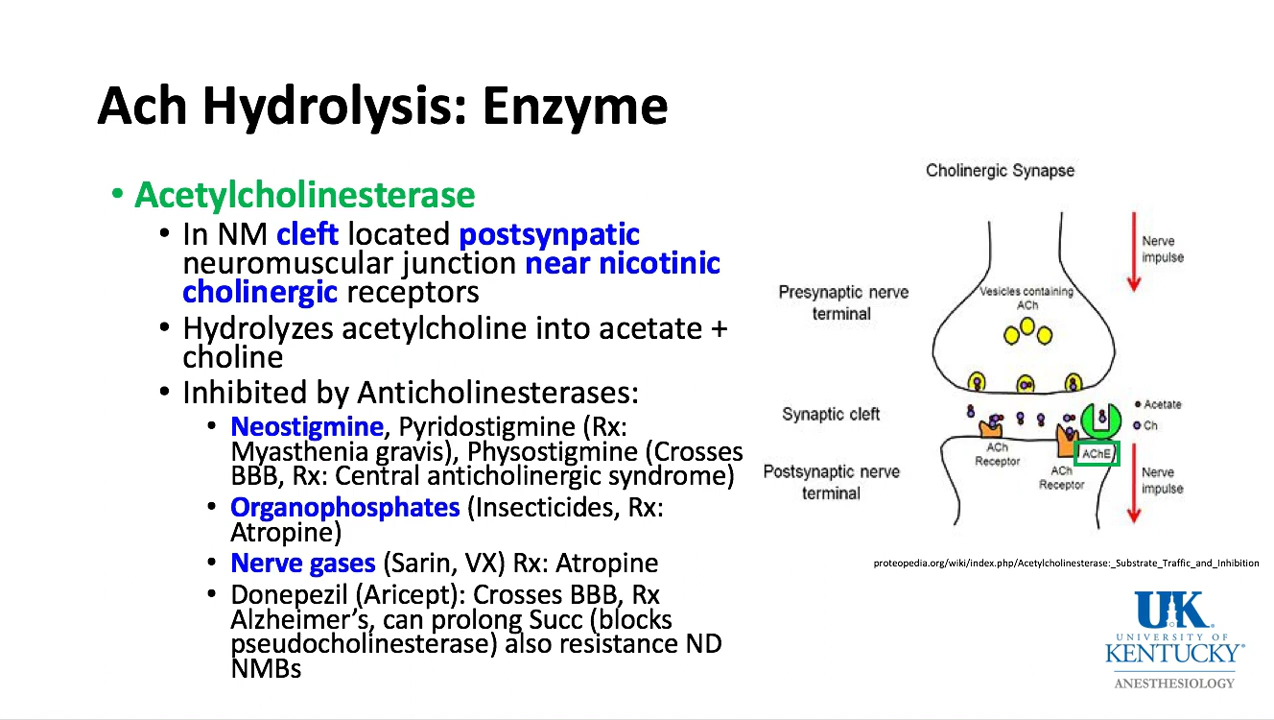 Ach Hydrolysis: Enzyme
• Acetylcholinesterase
• In NM cleft located postsynpatic
neuromuscular junction near nicotinic
cholinergic receptors
• Hydrolyzes acetylcholine into acetate +
choline
• Inhibited by Anticholinesterases:
• Neostigmine, Pyridostigmine (Rx:
Myasthenia gravis), Physostigmine (Crosses
BBB, Rx: Central anticholinergic syndrome)
• Organophosphates (Insecticides, Rx:
Atropine)
• Nerve gases (Sarin, VX) Rx: Atropine
• Donepezil (Aricept): Crosses BBB, Rx
Alzheimer's, can prolong Succ (blocks
pseudocholinesterase) also resistance ND
NMBs
Cholinergic Synapse
Nerve
impulse
Presynaptic nerve
terminal
Vesicles containing
ACh
Synaptic cleft
Acetate
Ch
ACh
Receptor
AChE
ACh
Receptor
Postsynaptic nerve
terminal
Nerve
impulse
proteopedia.org/wiki/index.php/Acetylcholinesterase:_Substrate_Traffic_and_Inhibition
UK
UNIVERSITY OF
KENTUCKY®
ANESTHESIOLOGY